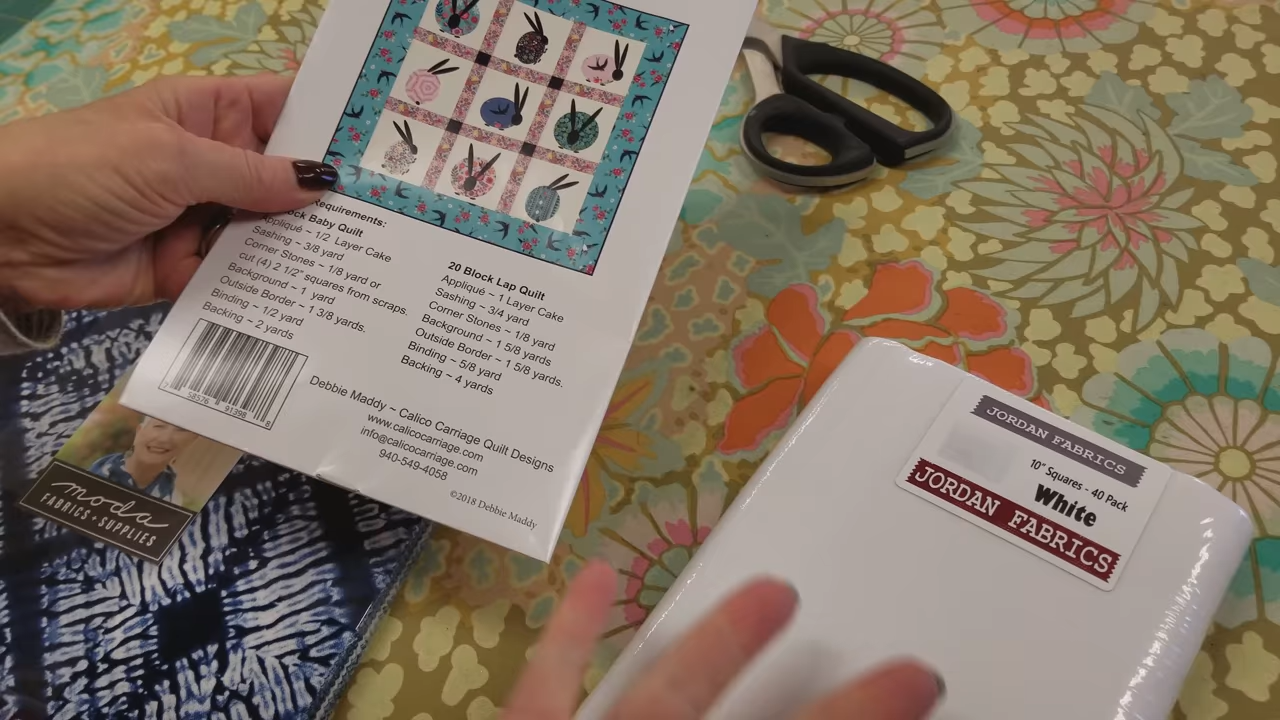 Requirements:
ock Baby Quilt
Appliqué ~ 1/2 Layer Cake
Sashing ~ 3/8 yard
Corner Stones ~ 1/8 yard or
cut (4) 2 1/2" squares from scraps.
Background ~ 1 yard
Outside Border ~ 1 3/8 yards.
Binding ~ 1/2 yard
Backing ~ 2 yards
20 Block Lap Quilt
Appliqué ~ 1 Layer Cake
Sashing ~ 3/4 yard
Corner Stones ~ 1/8 yard
Background ~ 1 5/8 yards
Outside Border ~ 1 5/8 yards.
Binding ~ 5/8 yard
Backing ~ 4 yards
7 58576 91398 8
Debbie Maddy ~ Calico Carriage Quilt Designs
www.calicocarriage.com
info@calicocarriage.com
940-549-4058
©2018 Debbie Maddy
moda
FABRICS + SUPPLIES
JORDAN FABRICS
10" Squares - 40 Pack
White
JORDAN FABRICS